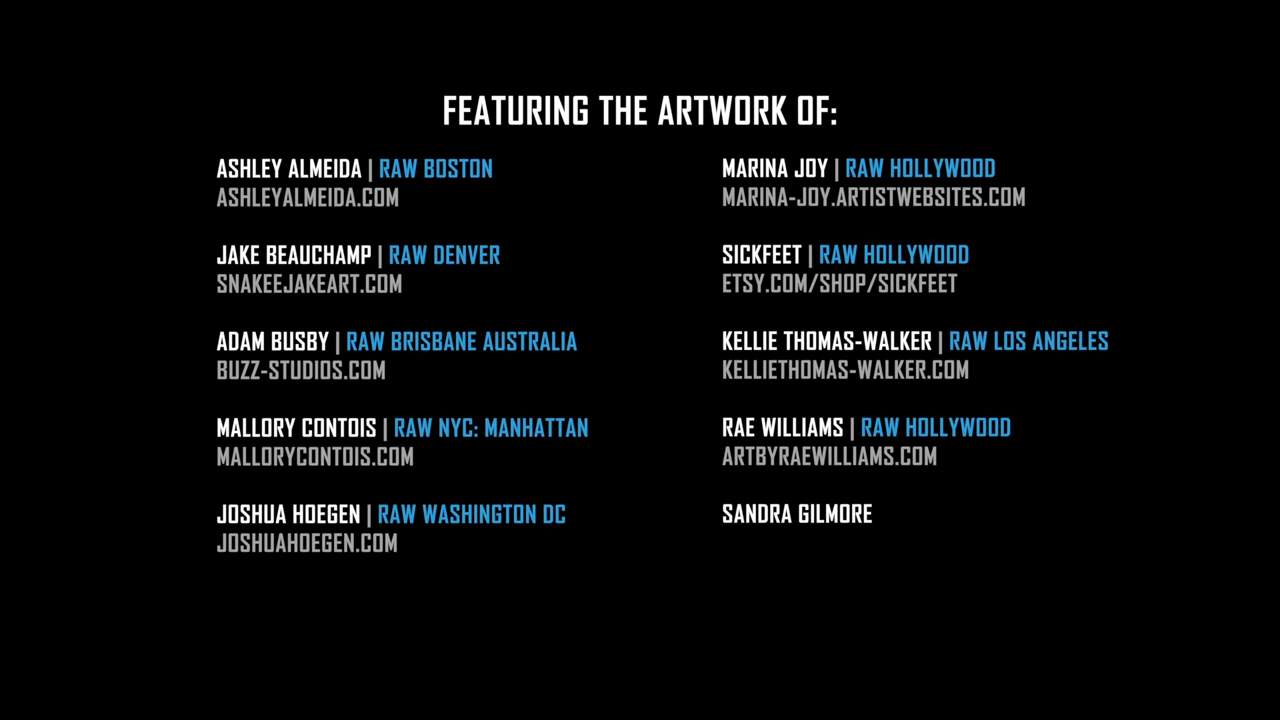 FEATURING THE ARTWORK OF:
ASHLEY ALMEIDA | RAW BOSTON
ASHLEYALMEIDA.COM
JAKE BEAUCHAMP | RAW DENVER
SNAKEEJAKEART.COM
ADAM BUSBY | RAW BRISBANE AUSTRALIA
BUZZ-STUDIOS.COM
MALLORY CONTOIS | RAW NYC: MANHATTAN
MALLORYCONTOIS.COM
JOSHUA HOEGEN | RAW WASHINGTON DC
JOSHUAHOEGEN.COM
MARINA JOY | RAW HOLLYWOOD
MARINA-JOY.ARTISTWEBSITES.COM
SICKFEET | RAW HOLLYWOOD
ETSY.COM/SHOP/SICKFEET
KELLIE THOMAS-WALKER | RAW LOS ANGELES
KELLIETHOMAS-WALKER.COM
RAE WILLIAMS | RAW HOLLYWOOD
ARTBYRAEWILLIAMS.COM
SANDRA GILMORE